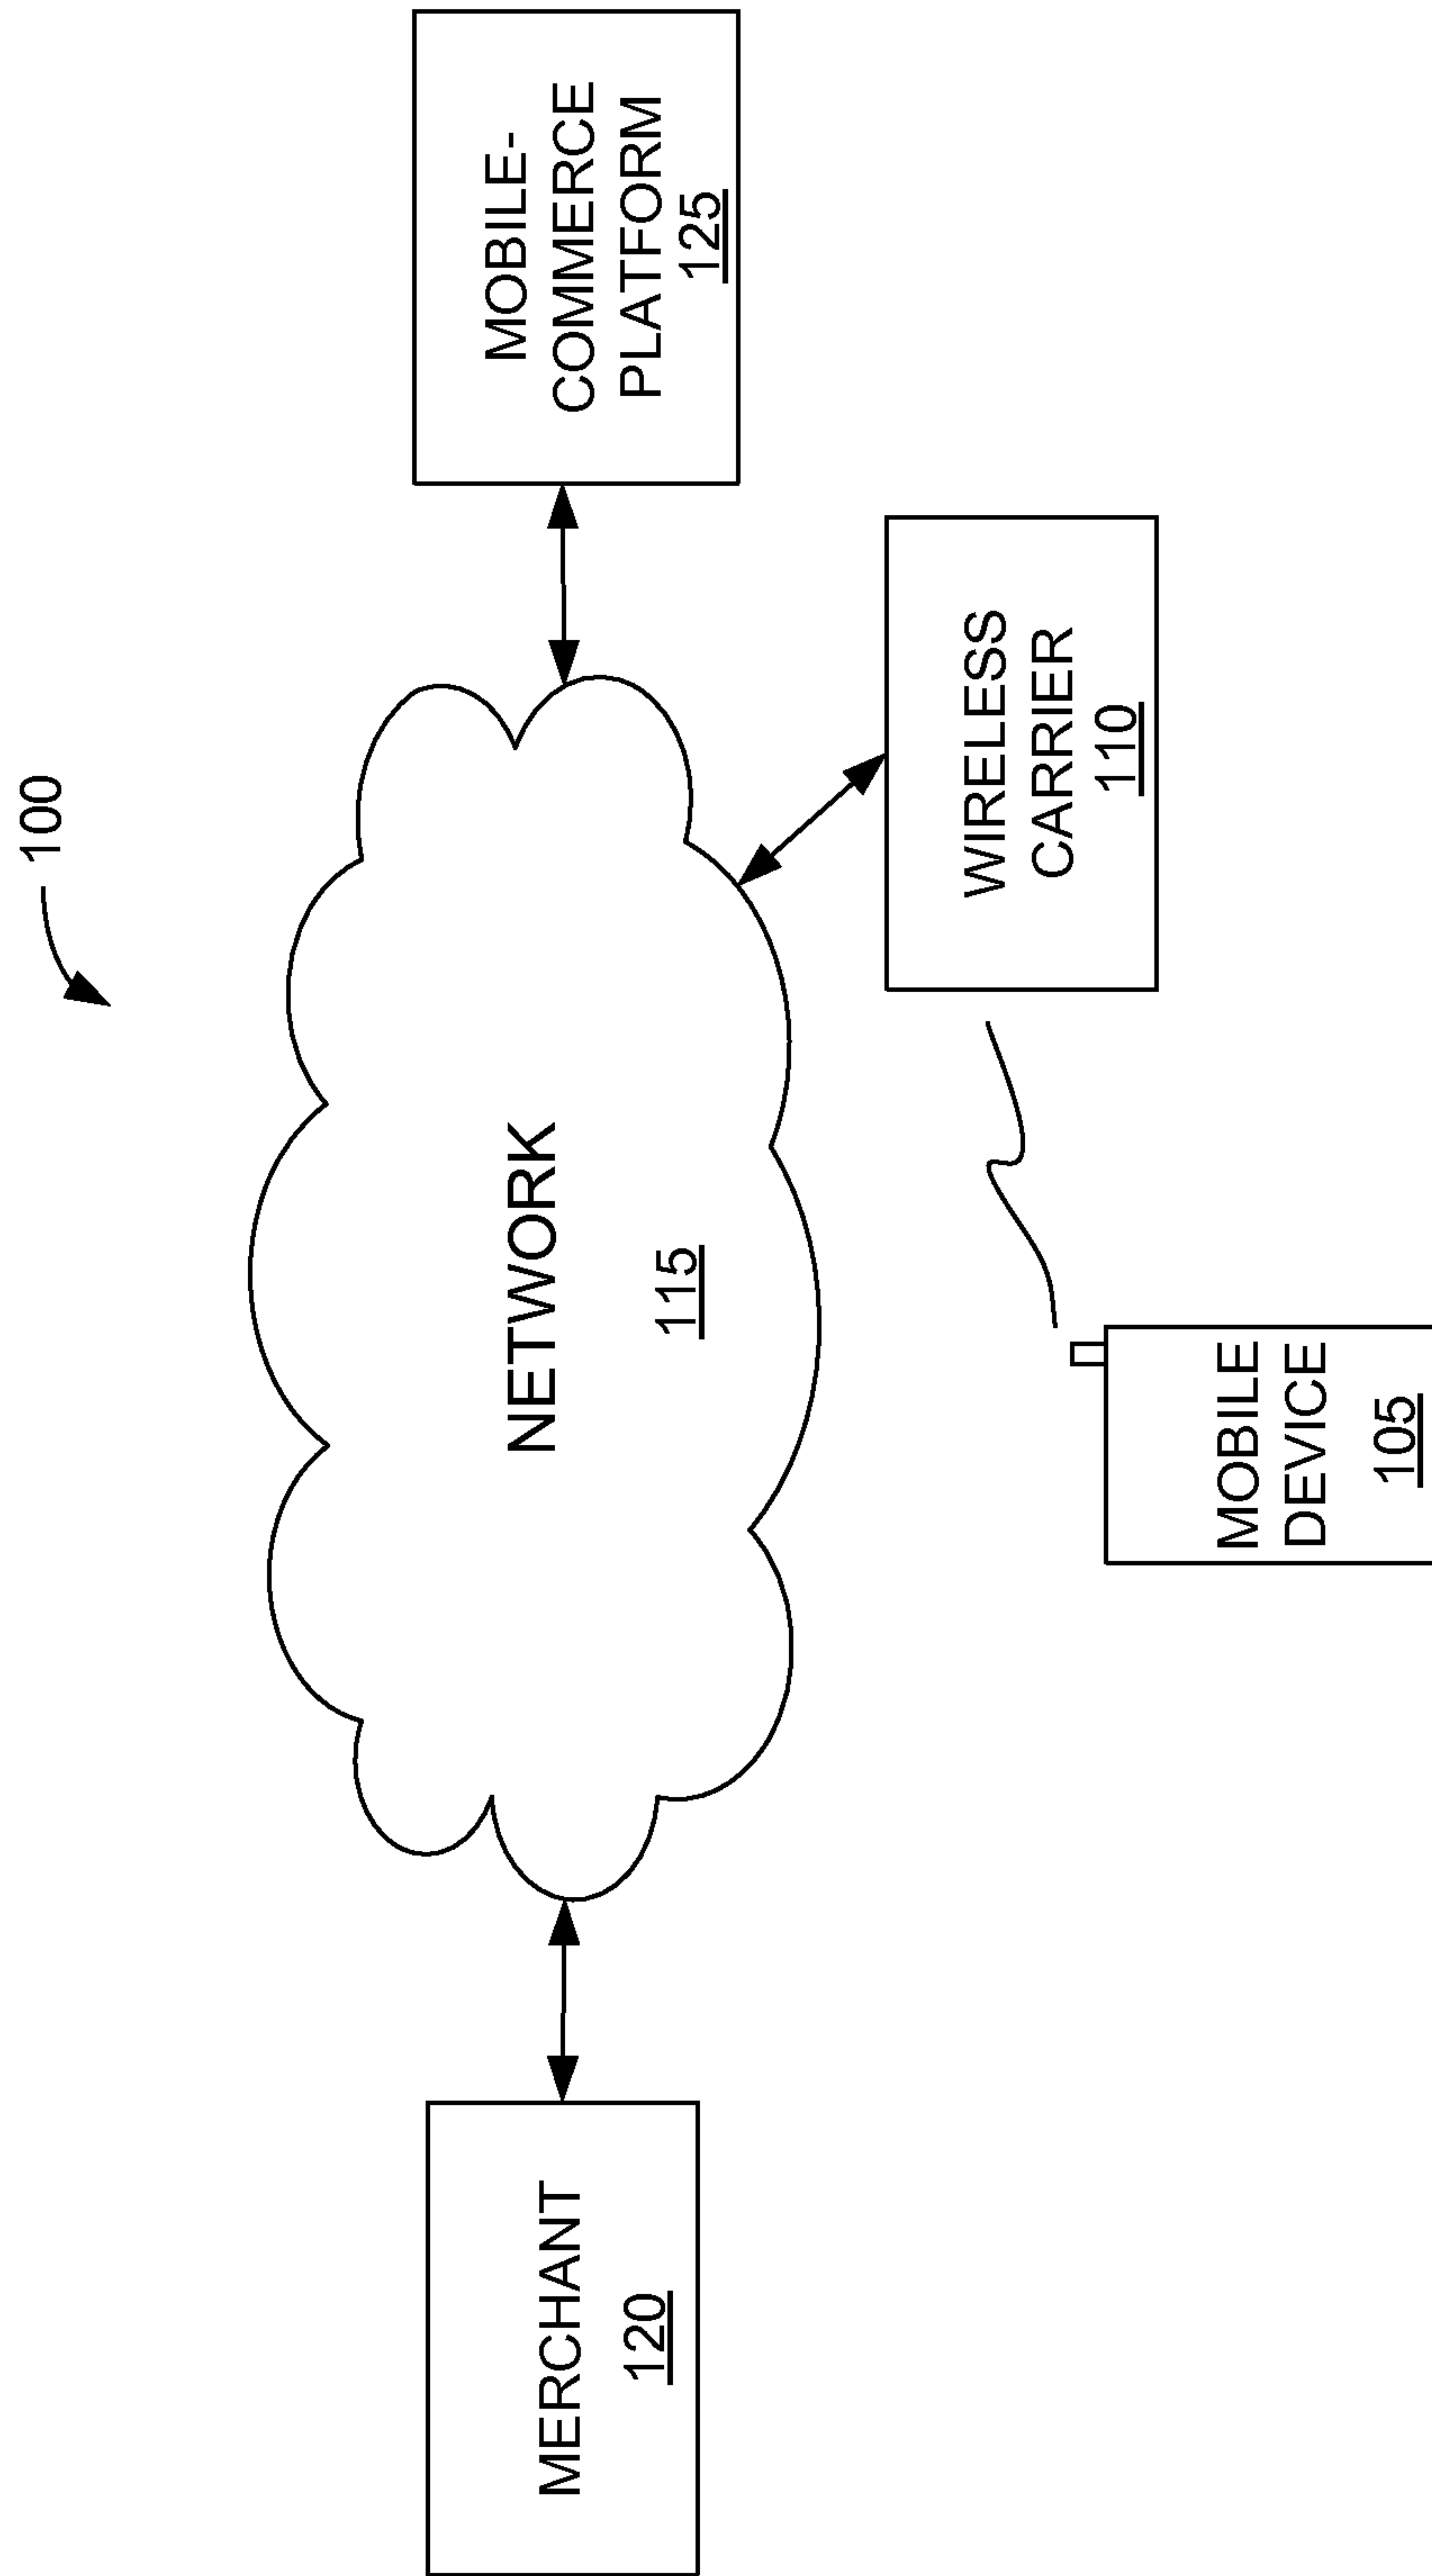 100
MERCHANT
120
NETWORK
115
MOBILE-
COMMERCE
PLATFORM
125
WIRELESS
CARRIER
110
MOBILE
DEVICE
105